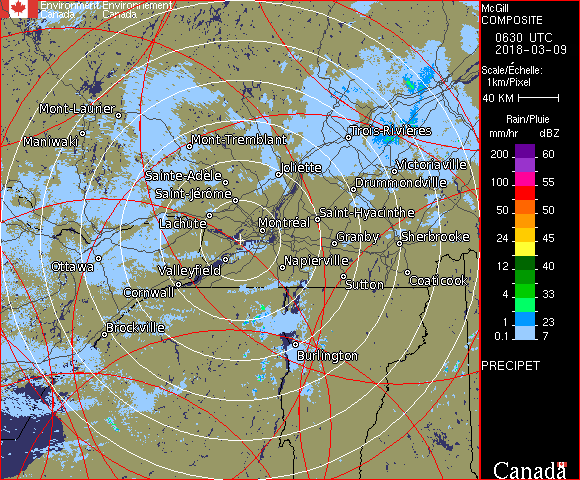 Environment Environnement
Canada Canada
McGill
COMPOSITE
0630 UTC
2018-03-09
Scale/Échelle:
1km/Pixel
40 KM
Rain/Pluie
mm/hr dBZ
200 60
100 55
50 50
24 45
12 40
4 33
1 23
0.1 7
PRECIPET
Canada
Mont-Laurier
Maniwaki
Mont-Tremblant
Trois-Rivières
Sainte-Adèle
Joliette
Victoriaville
Saint-Jérôme
Drummondville
Lachute
Montréal
Saint-Hyacinthe
Granby
Sherbrooke
Ottawa
Valleyfield
Napierville
Cornwall
Sutton
Coaticook
Brockville
Burlington